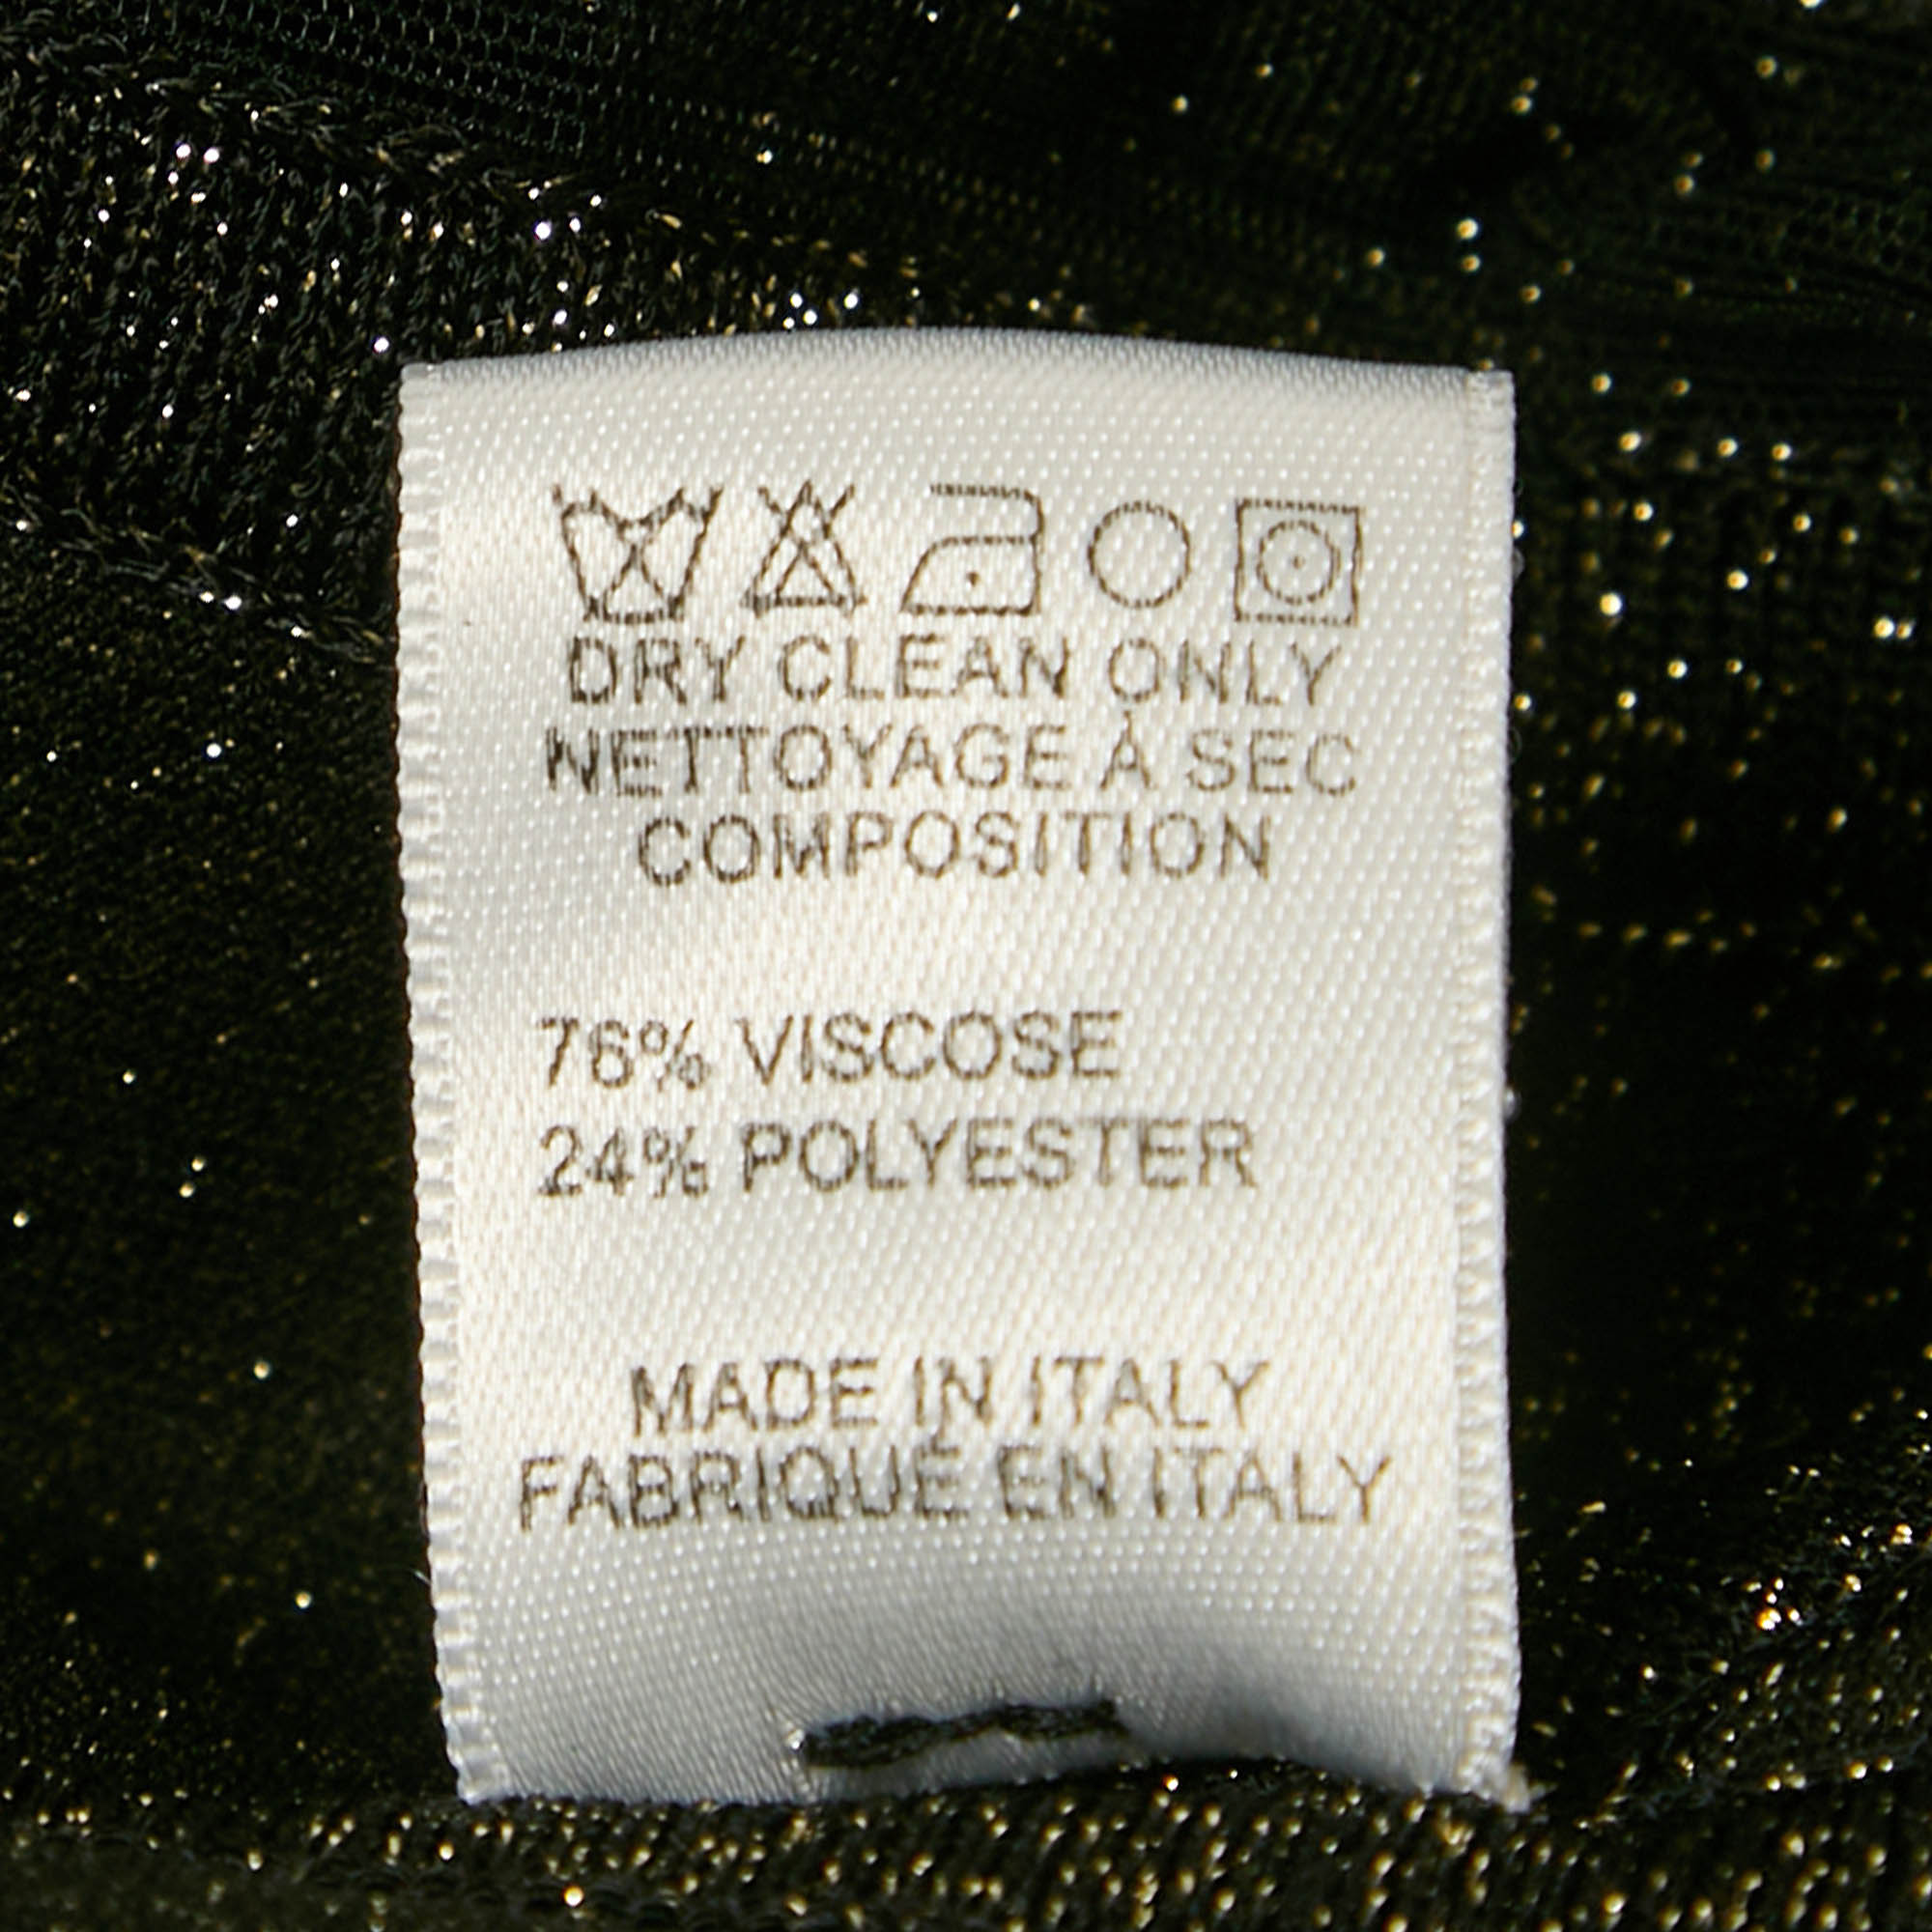 DRY CLEAN ONLY
NETTOYAGE À SEC
COMPOSITION
76% VISCOSE
24% POLYESTER
MADE IN ITALY
FABRIQUÉ EN ITALY